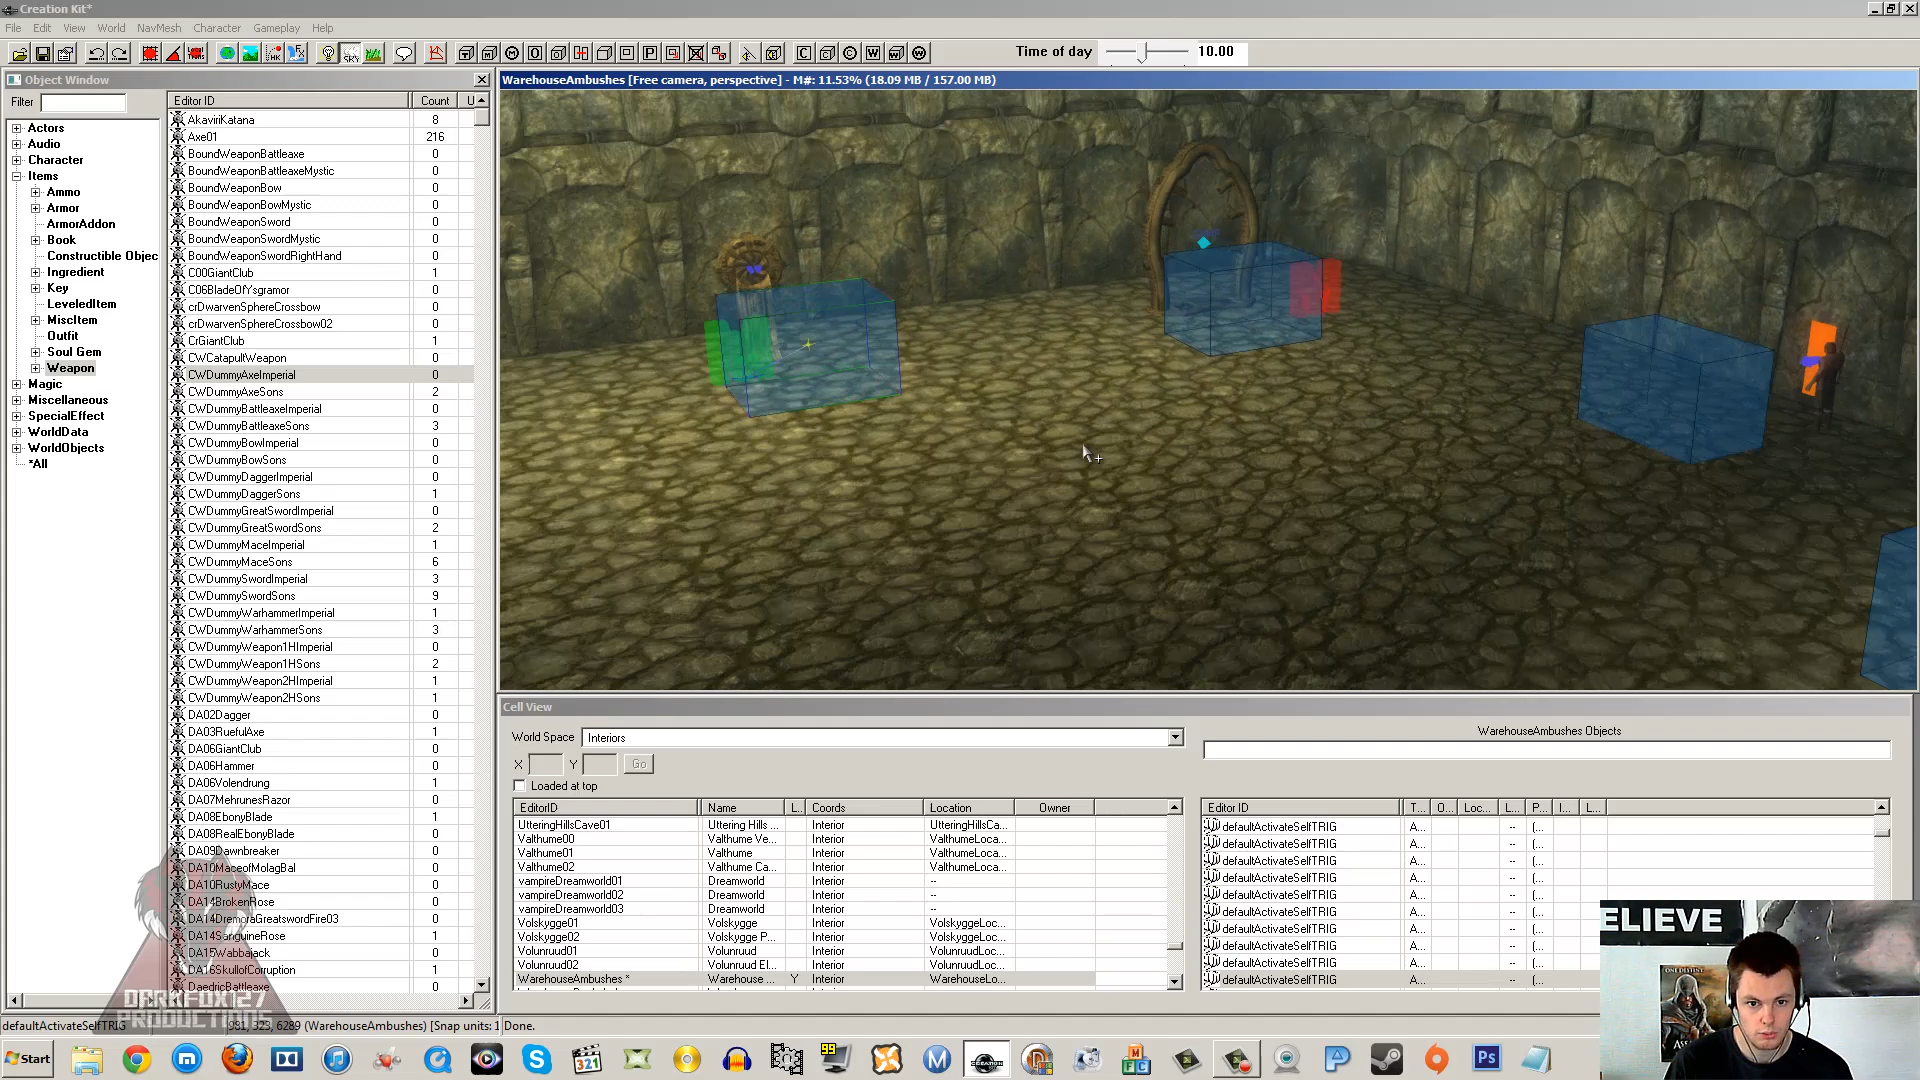 Creation Kit*
File Edit View World NavMesh Character Gameplay Help
Time of day 10.00
Object Window
Filter
Actors
Audio
Character
Items
Ammo
Armor
ArmorAddon
Book
Constructible Objec
Ingredient
Key
LeveledItem
MiscItem
Outfit
Soul Gem
Weapon
Magic
Miscellaneous
SpecialEffect
WorldData
WorldObjects
*All
Editor ID Count U
AkaviriKatana 8
Axe01 216
BoundWeaponBattleaxe 0
BoundWeaponBattleaxeMystic 0
BoundWeaponBow 0
BoundWeaponBowMystic 0
BoundWeaponSword 0
BoundWeaponSwordMystic 0
BoundWeaponSwordRightHand 0
C00GiantClub 1
C06BladeOfYsgramor 0
crDwarvenSphereCrossbow 0
crDwarvenSphereCrossbow02 0
CrGiantClub 1
CWCatapultWeapon 0
CWDummyAxeImperial 0
CWDummyAxeSons 2
CWDummyBattleaxeImperial 0
CWDummyBattleaxeSons 3
CWDummyBowImperial 0
CWDummyBowSons 0
CWDummyDaggerImperial 0
CWDummyDaggerSons 1
CWDummyGreatSwordImperial 0
CWDummyGreatSwordSons 2
CWDummyMaceImperial 1
CWDummyMaceSons 6
CWDummySwordImperial 3
CWDummySwordSons 9
CWDummyWarhammerImperial 1
CWDummyWarhammerSons 3
CWDummyWeapon1HImperial 0
CWDummyWeapon1HSons 2
CWDummyWeapon2HImperial 1
CWDummyWeapon2HSons 1
DA02Dagger 0
DA03RuefulAxe 1
DA06GiantClub 0
DA06Hammer 0
DA06Volendrung 1
DA07MehrunesRazor 0
DA08EbonyBlade 1
DA08RealEbonyBlade 0
DA09Dawnbreaker 0
DA10MaceofMolagBal 0
DA10RustyMace 0
DA14BrokenRose 0
DA14DremoraGreatswordFire03 0
DA14SanguineRose 1
DA15Wabbajack 0
DA16SkullofCorruption 1
DaedricBattleaxe 0
DARKFOX127
PRODUCTIONS
WarehouseAmbushes [Free camera, perspective] - M#: 11.53% (18.09 MB / 157.00 MB)
Cell View
World Space Interiors
X Y Go
Loaded at top
EditorID Name L.. Coords Location Owner
UtteringHillsCave01 Uttering Hills ... Interior UtteringHillsCa...
Valthume00 Valthume Ve... Interior ValthumeLoca...
Valthume01 Valthume Interior ValthumeLoca...
Valthume02 Valthume Ca... Interior ValthumeLoca...
vampireDreamworld01 Dreamworld Interior --
vampireDreamworld02 Dreamworld Interior --
vampireDreamworld03 Dreamworld Interior --
Volskygge01 Volskygge Interior VolskyggeLoc...
Volskygge02 Volskygge P... Interior VolskyggeLoc...
Volunruud01 Volunruud Interior VolunruudLoc...
Volunruud02 Volunruud El... Interior VolunruudLoc...
WarehouseAmbushes * Warehouse ... Y Interior WarehouseLo...
WarehouseAmbushes Objects
Editor ID T... O... Loc... L... P... I... L...
defaultActivateSelfTRIG A... -- (...
defaultActivateSelfTRIG A... -- (...
defaultActivateSelfTRIG A... -- (...
defaultActivateSelfTRIG A... -- (...
defaultActivateSelfTRIG A... -- (...
defaultActivateSelfTRIG A... -- (...
defaultActivateSelfTRIG A... -- (...
defaultActivateSelfTRIG A... -- (...
defaultActivateSelfTRIG A... -- (...
defaultActivateSelfTRIG A... -- (...
ELIEVE
defaultActivateSelfTRIG 981, 323, 6289 (WarehouseAmbushes) [Snap units: 1 Done.
Start
321
99
Ps